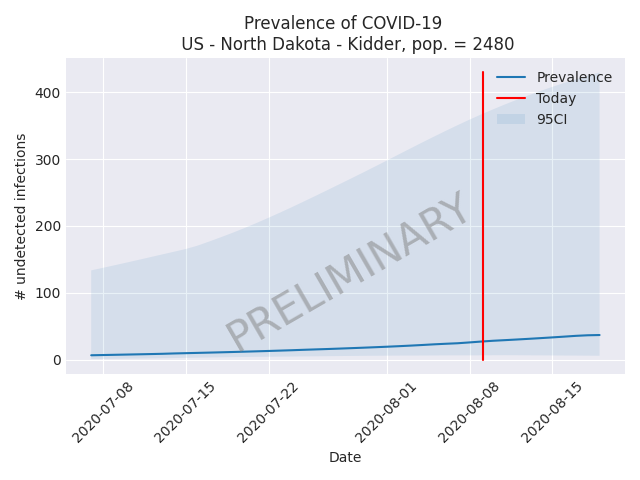 Prevalence of COVID-19
US - North Dakota - Kidder, pop. = 2480
# undetected infections
400
300
200
100
0
Prevalence
Today
95CI
PRELIMINARY
2020-07-08
2020-07-15
2020-07-22
2020-08-01
2020-08-08
2020-08-15
Date